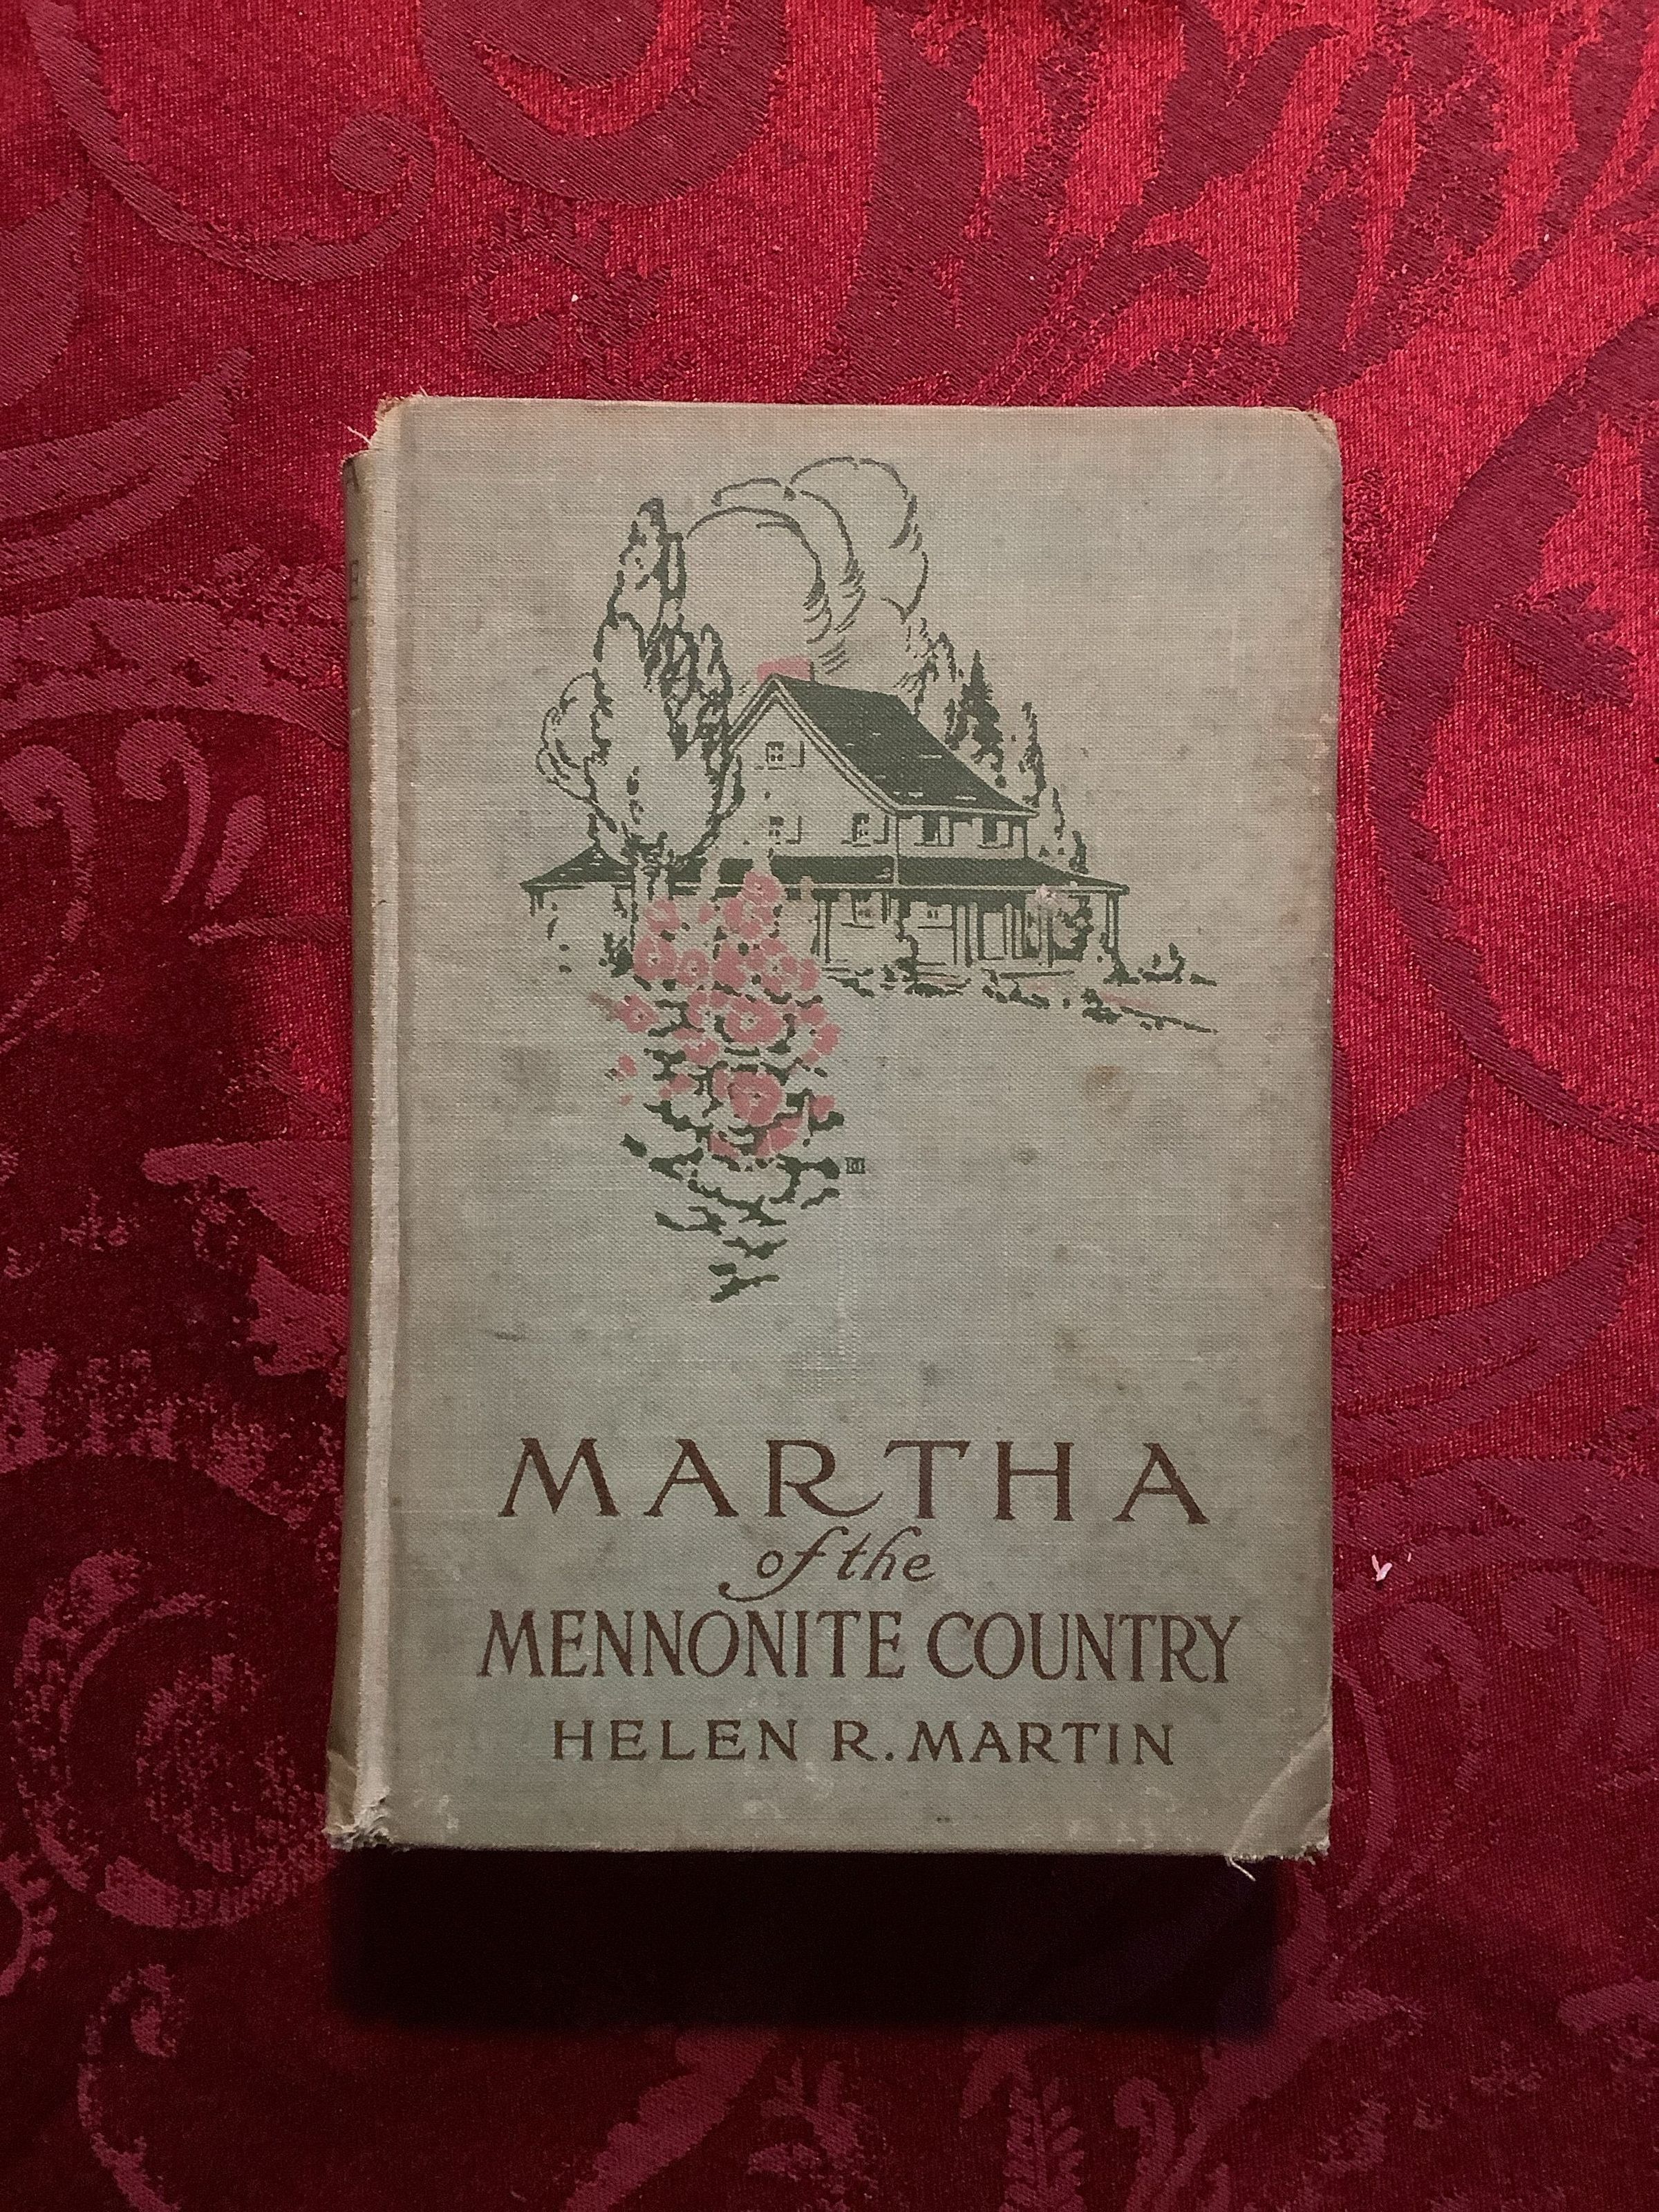 MARTHA
of the
MENNONITE COUNTRY
HELEN R. MARTIN